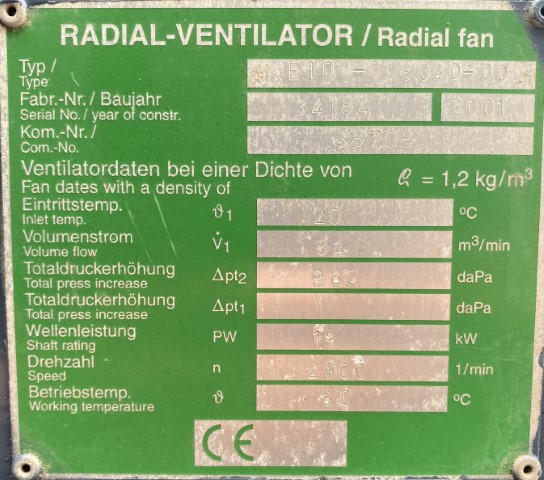 RADIAL-VENTILATOR / Radial fan
Typ /
Type
Fabr.-Nr. / Baujahr 34184 2001
Serial No. / year of constr.
Kom.-Nr. /
Com.-No.
Ventilatordaten bei einer Dichte von ϱ = 1,2 kg/m³
Fan dates with a density of
Eintrittstemp. ϑ1 20 °C
Inlet temp.
Volumenstrom V̇1 m³/min
Volume flow
Totaldruckerhöhung Δpt2 daPa
Total press increase
Totaldruckerhöhung Δpt1 daPa
Total press increase
Wellenleistung PW kW
Shaft rating
Drehzahl n 2900 1/min
Speed
Betriebstemp. ϑ °C
Working temperature
CE